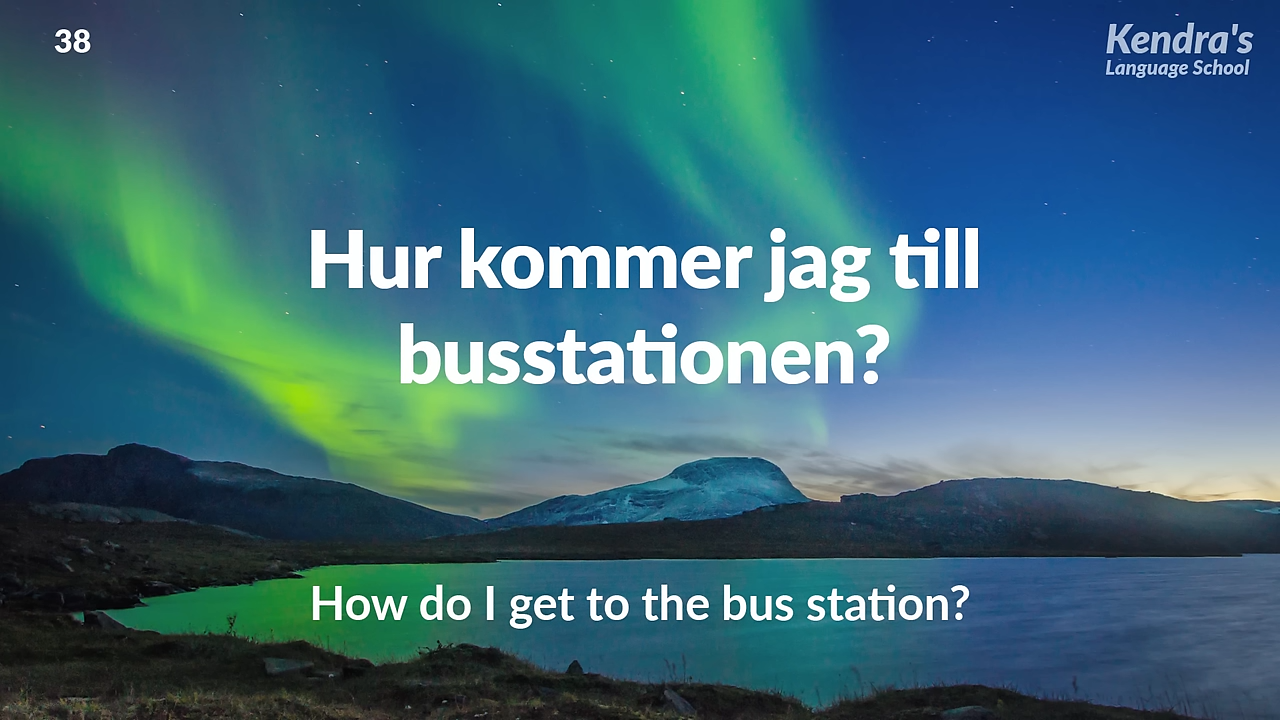 38
Kendra's
Language School
Hur kommer jag till
busstationen?
How do I get to the bus station?